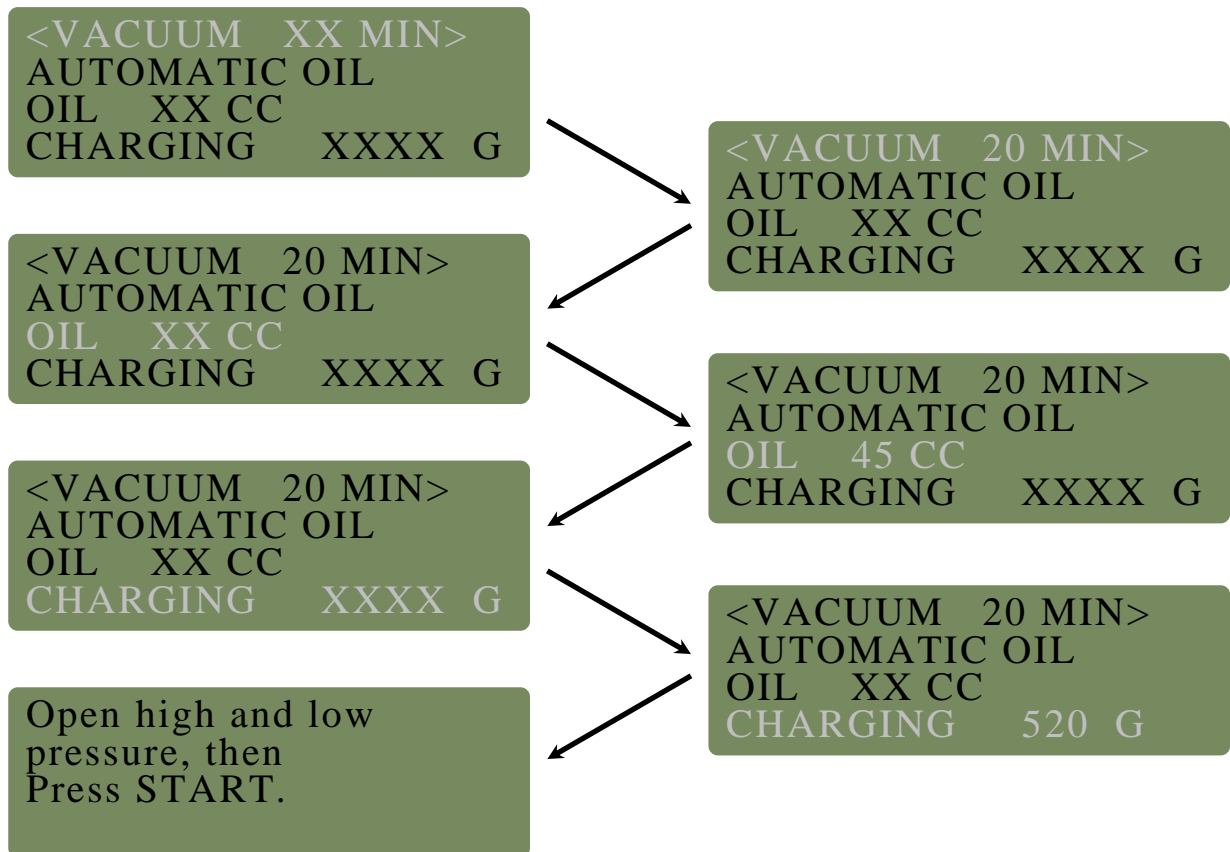 <VACUUM XX MIN>
AUTOMATIC OIL
OIL XX CC
CHARGING XXXX G
<VACUUM 20 MIN>
AUTOMATIC OIL
OIL XX CC
CHARGING XXXX G
<VACUUM 20 MIN>
AUTOMATIC OIL
OIL XX CC
CHARGING XXXX G
<VACUUM 20 MIN>
AUTOMATIC OIL
OIL 45 CC
CHARGING XXXX G
<VACUUM 20 MIN>
AUTOMATIC OIL
OIL XX CC
CHARGING XXXX G
<VACUUM 20 MIN>
AUTOMATIC OIL
OIL XX CC
CHARGING 520 G
Open high and low
pressure, then
Press START.